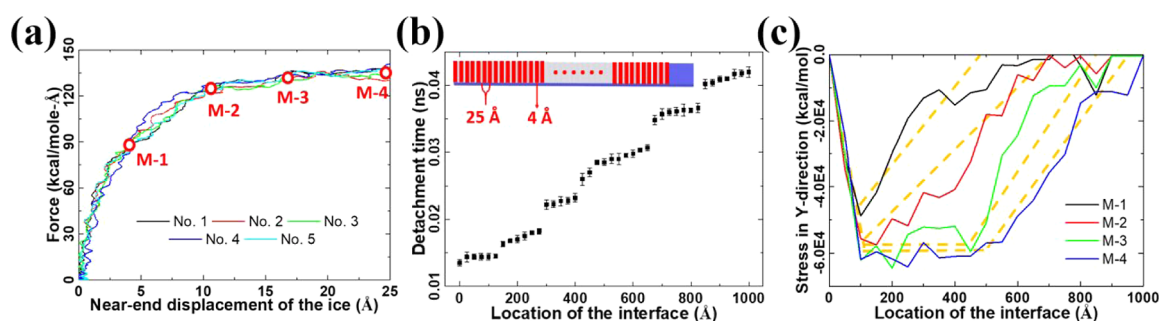 (a)
Force (kcal/mole-Å)
150
120
90
60
30
0
M-1
M-2
M-3
M-4
No. 1 No. 2 No. 3
No. 4 No. 5
0 5 10 15 20 25
Near-end displacement of the ice (Å)
(b)
Detachment time (ns)
0.04
0.03
0.02
0.01
25 Å 4 Å
0 200 400 600 800 1000
Location of the interface (Å)
(c)
Stress in Y-direction (kcal/mol)
0.0
-2.0E4
-4.0E4
-6.0E4
M-1
M-2
M-3
M-4
0 200 400 600 800 1000
Location of the interface (Å)